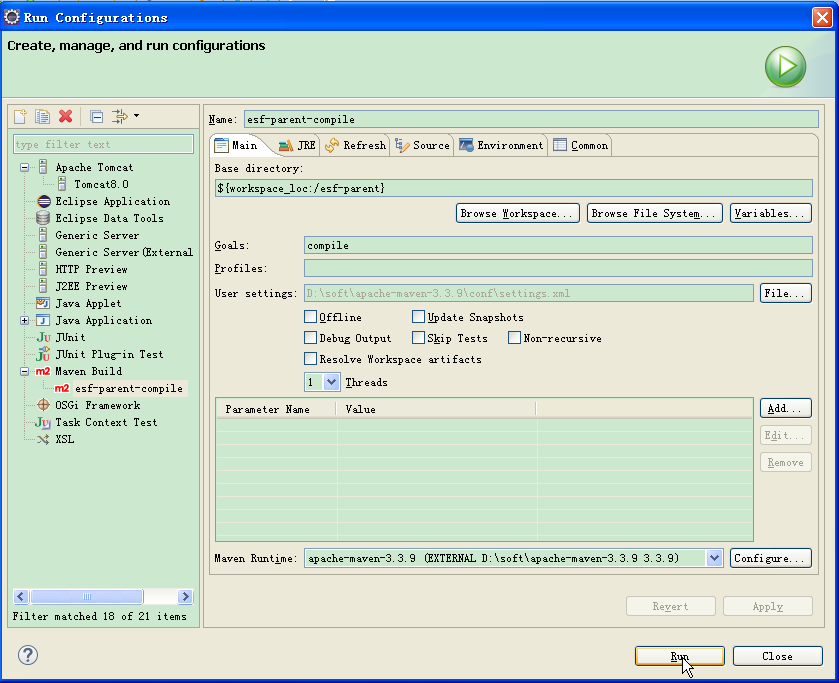 Run Configurations
Create, manage, and run configurations
type filter text
Apache Tomcat
Tomcat8.0
Eclipse Application
Eclipse Data Tools
Generic Server
Generic Server(External
HTTP Preview
J2EE Preview
Java Applet
Java Application
JUnit
JUnit Plug-in Test
Maven Build
esf-parent-compile
OSGi Framework
Task Context Test
XSL
Filter matched 18 of 21 items
Name: esf-parent-compile
Main JRE Refresh Source Environment Common
Base directory:
${workspace_loc:/esf-parent}
Browse Workspace... Browse File System... Variables...
Goals: compile
Profiles:
User settings: D:\soft\apache-maven-3.3.9\conf\settings.xml File...
Offline Update Snapshots
Debug Output Skip Tests Non-recursive
Resolve Workspace artifacts
1 Threads
Parameter Name Value Add...
Edit...
Remove
Maven Runtime: apache-maven-3.3.9 (EXTERNAL D:\soft\apache-maven-3.3.9 3.3.9) Configure...
Revert Apply
Run Close